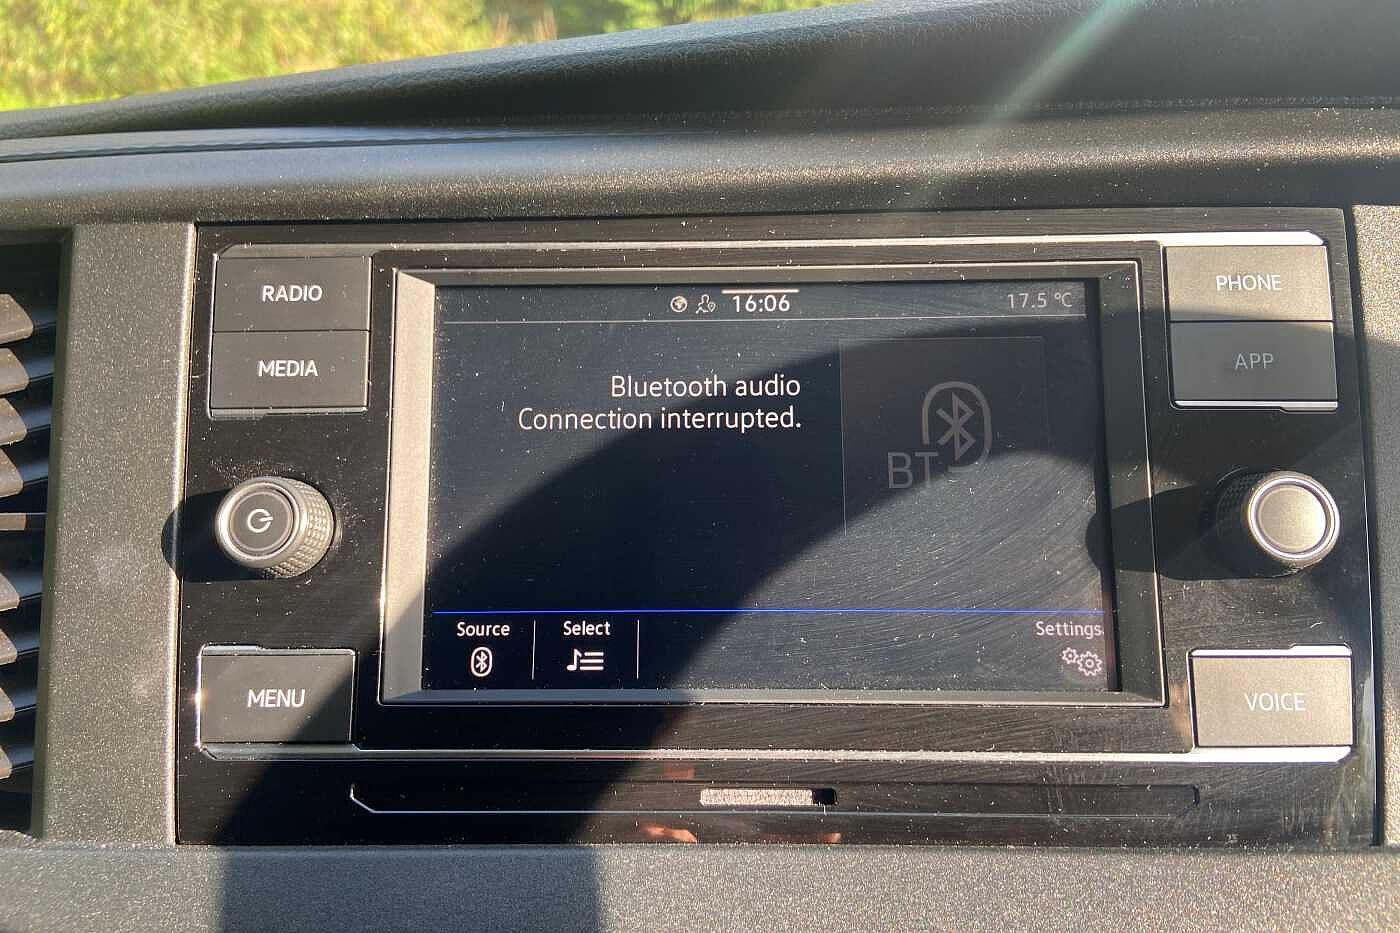 RADIO
MEDIA
MENU
16:06
17.5 °C
Bluetooth audio
Connection interrupted.
BT
Source
Select
Settings
PHONE
APP
VOICE